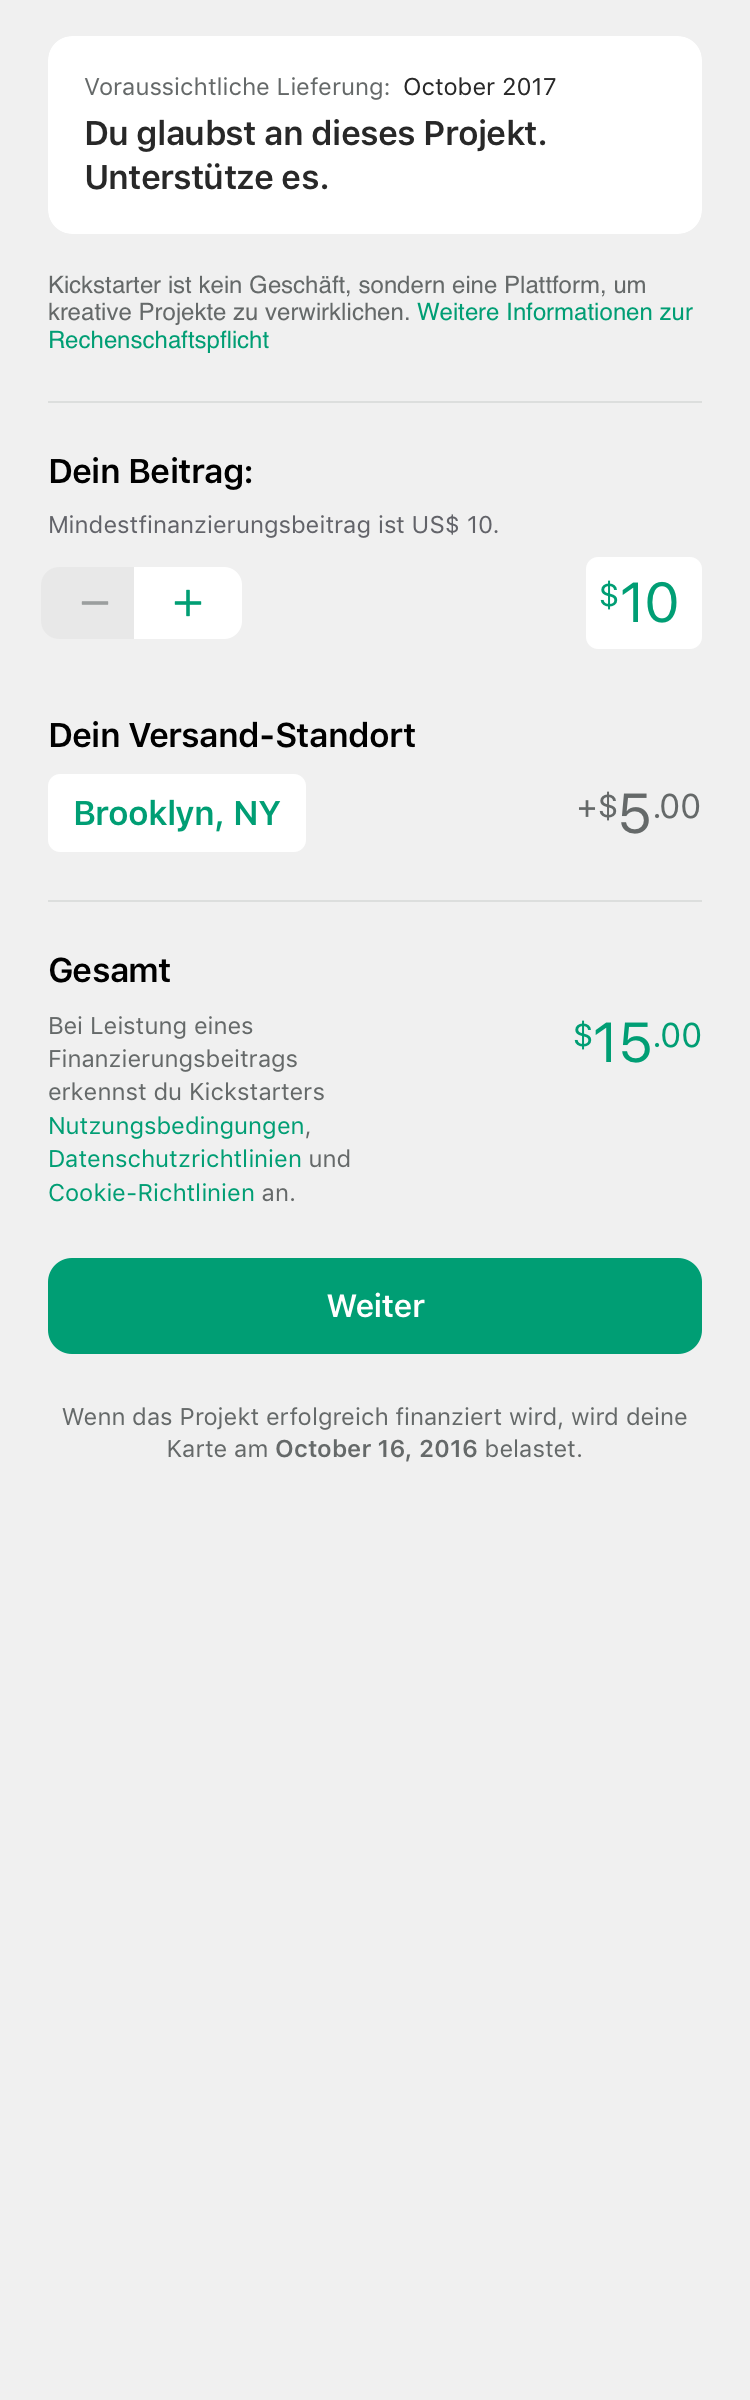 Voraussichtliche Lieferung: October 2017
Du glaubst an dieses Projekt.
Unterstütze es.
Kickstarter ist kein Geschäft, sondern eine Plattform, um
kreative Projekte zu verwirklichen. Weitere Informationen zur
Rechenschaftspflicht
Dein Beitrag:
Mindestfinanzierungsbeitrag ist US$ 10.
− + $10
Dein Versand-Standort
Brooklyn, NY +$5.00
Gesamt
$15.00
Bei Leistung eines
Finanzierungsbeitrags
erkennst du Kickstarters
Nutzungsbedingungen,
Datenschutzrichtlinien und
Cookie-Richtlinien an.
Weiter
Wenn das Projekt erfolgreich finanziert wird, wird deine
Karte am October 16, 2016 belastet.